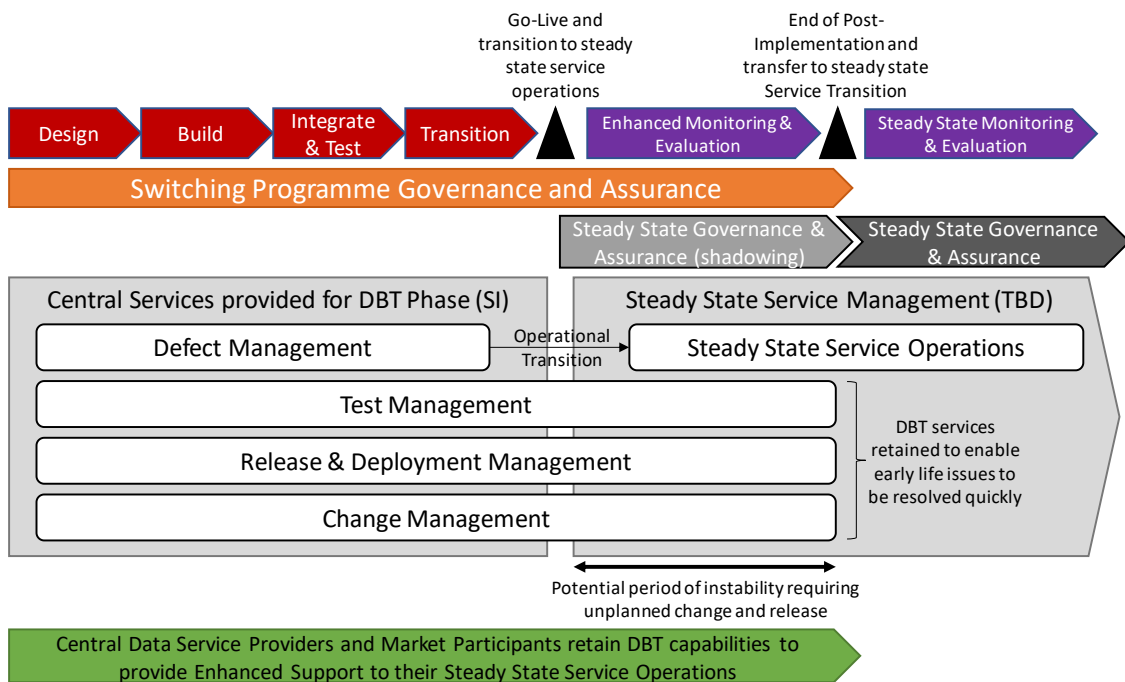 Go-Live and
transition to steady
state service
operations
End of Post-
Implementation and
transfer to steady state
Service Transition
Design
Build
Integrate
& Test
Transition
Enhanced Monitoring &
Evaluation
Steady State Monitoring
& Evaluation
Switching Programme Governance and Assurance
Steady State Governance &
Assurance (shadowing)
Steady State Governance
& Assurance
Central Services provided for DBT Phase (SI)
Steady State Service Management (TBD)
Defect Management
Operational
Transition
Steady State Service Operations
Test Management
Release & Deployment Management
Change Management
DBT services
retained to enable
early life issues to
be resolved quickly
Potential period of instability requiring
unplanned change and release
Central Data Service Providers and Market Participants retain DBT capabilities to
provide Enhanced Support to their Steady State Service Operations